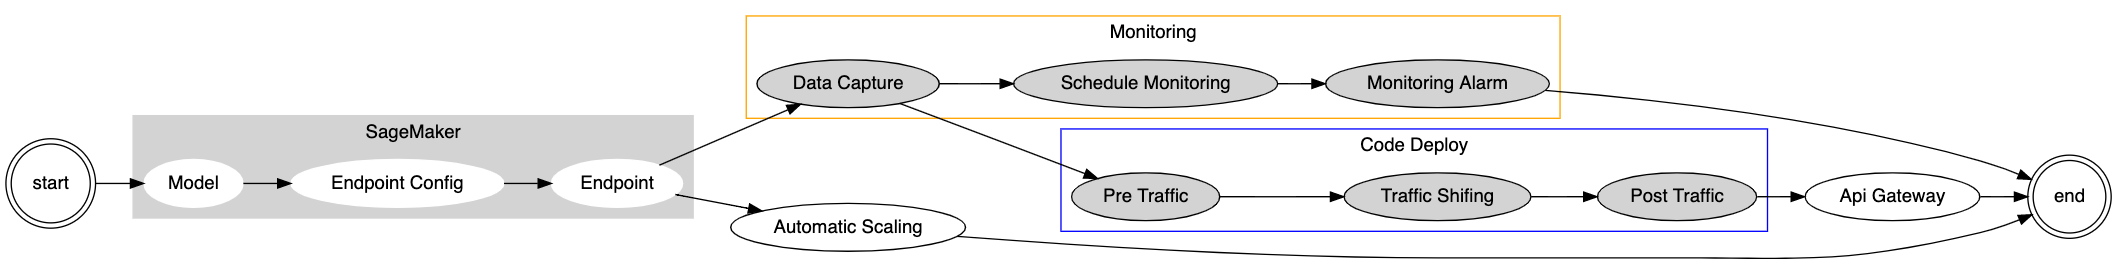 Monitoring
Data Capture
Schedule Monitoring
Monitoring Alarm
SageMaker
start
Model
Endpoint Config
Endpoint
Code Deploy
Pre Traffic
Traffic Shifing
Post Traffic
Api Gateway
end
Automatic Scaling